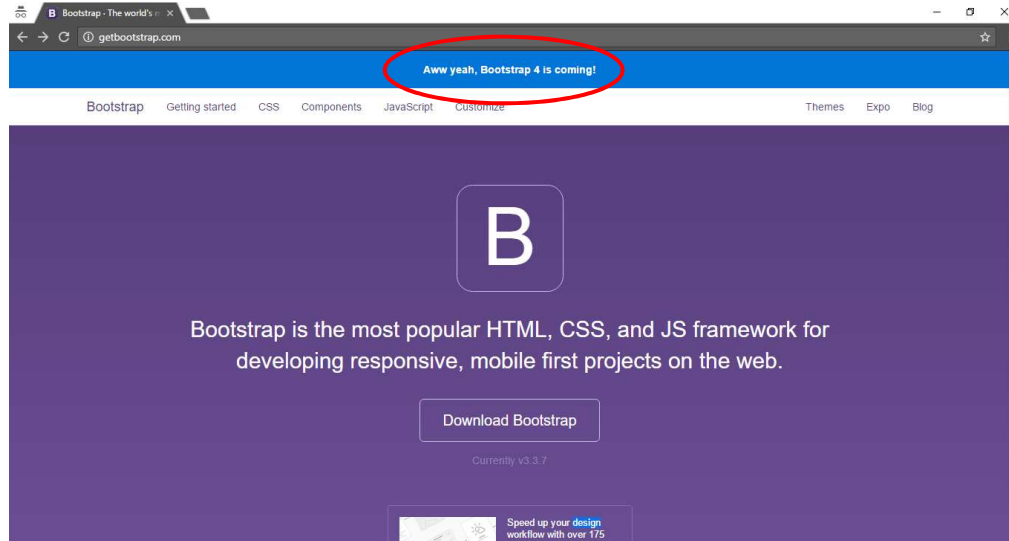 Bootstrap - The world's
getbootstrap.com
Aww yeah, Bootstrap 4 is coming!
Bootstrap Getting started CSS Components JavaScript Customize Themes Expo Blog
B
Bootstrap is the most popular HTML, CSS, and JS framework for
developing responsive, mobile first projects on the web.
Download Bootstrap
Currently v3.3.7
Speed up your design
workflow with over 175